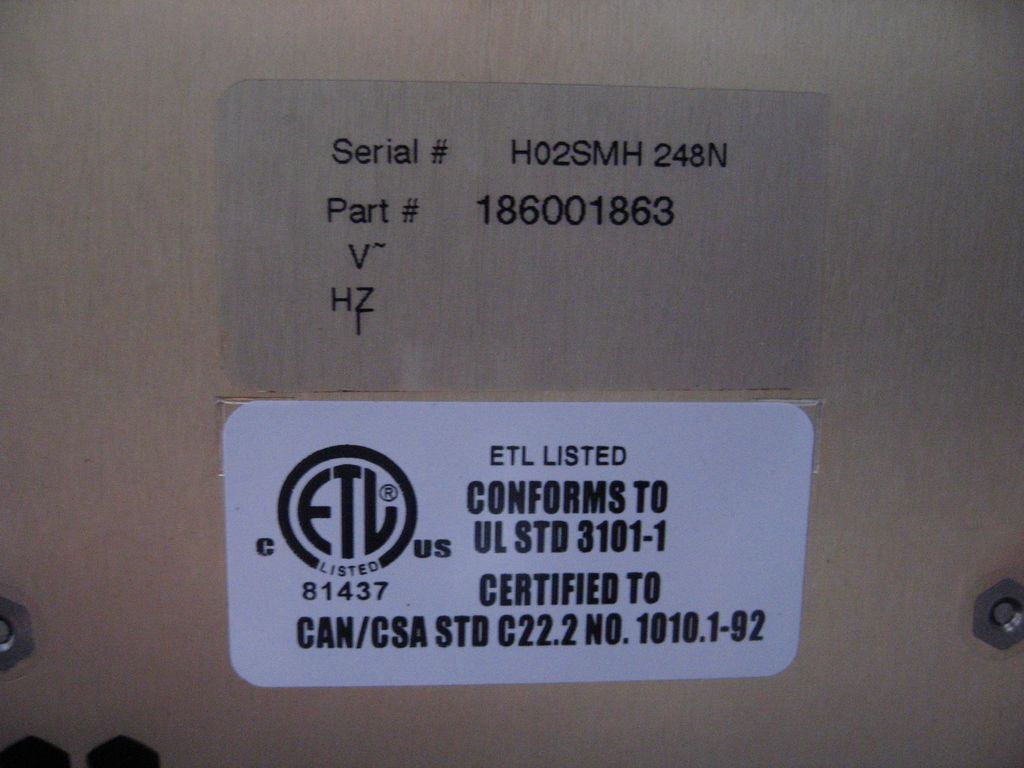 Serial # H02SMH 248N
Part # 186001863
V~
HZ
ETL LISTED
CONFORMS TO
UL STD 3101-1
CERTIFIED TO
CAN/CSA STD C22.2 NO. 1010.1-92
ETL®
C US
LISTED
81437